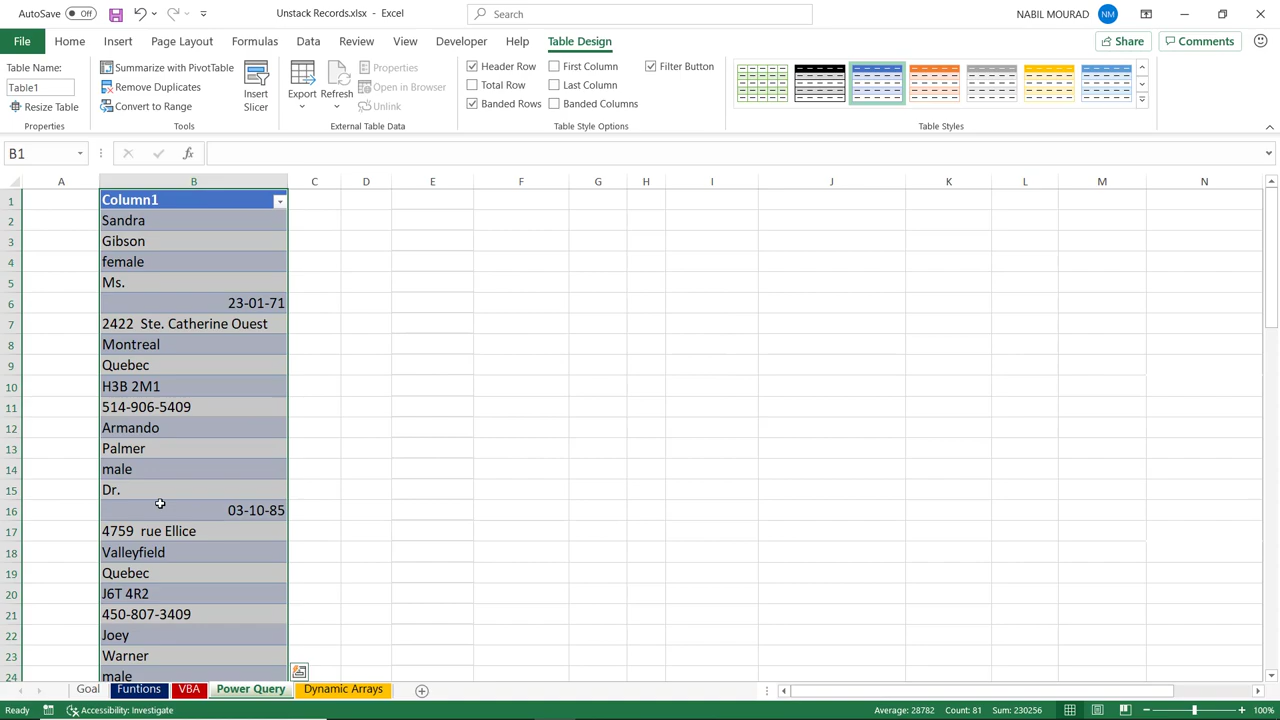 AutoSave Off
Unstack Records.xlsx - Excel
Search
NABIL MOURAD NM
File Home Insert Page Layout Formulas Data Review View Developer Help Table Design
Share Comments
Table Name:
Table1
Resize Table
Properties
Summarize with PivotTable
Remove Duplicates
Convert to Range
Tools
Insert
Slicer
Export Refresh
Properties
Open in Browser
Unlink
External Table Data
Header Row First Column Filter Button
Total Row Last Column
Banded Rows Banded Columns
Table Style Options
Table Styles
B1
fx
A B C D E F G H I J K L M N
1 Column1
2 Sandra
3 Gibson
4 female
5 Ms.
6 23-01-71
7 2422 Ste. Catherine Ouest
8 Montreal
9 Quebec
10 H3B 2M1
11 514-906-5409
12 Armando
13 Palmer
14 male
15 Dr.
16 03-10-85
17 4759 rue Ellice
18 Valleyfield
19 Quebec
20 J6T 4R2
21 450-807-3409
22 Joey
23 Warner
24 male
Goal Funtions VBA Power Query Dynamic Arrays
Ready Accessibility: Investigate Average: 28782 Count: 81 Sum: 230256 100%